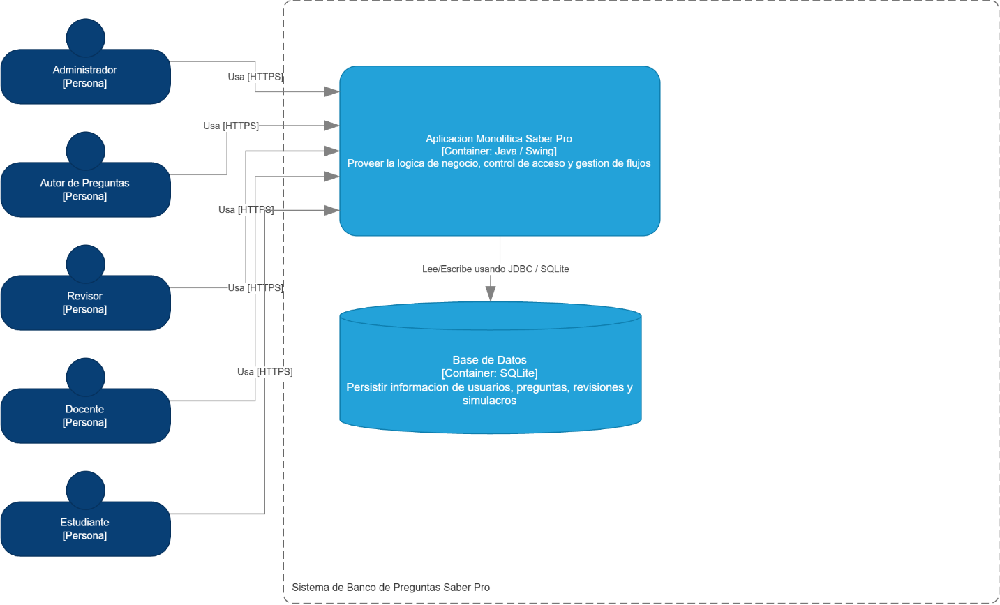 Administrador
[Persona]
Usa [HTTPS]
Autor de Preguntas
[Persona]
Usa [HTTPS]
Revisor
[Persona]
Usa [HTTPS]
Docente
[Persona]
Usa [HTTPS]
Estudiante
[Persona]
Usa [HTTPS]
Aplicacion Monolitica Saber Pro
[Container: Java / Swing]
Proveer la logica de negocio, control de acceso y gestion de flujos
Lee/Escribe usando JDBC / SQLite
Base de Datos
[Container: SQLite]
Persistir informacion de usuarios, preguntas, revisiones y
simulacros
Sistema de Banco de Preguntas Saber Pro